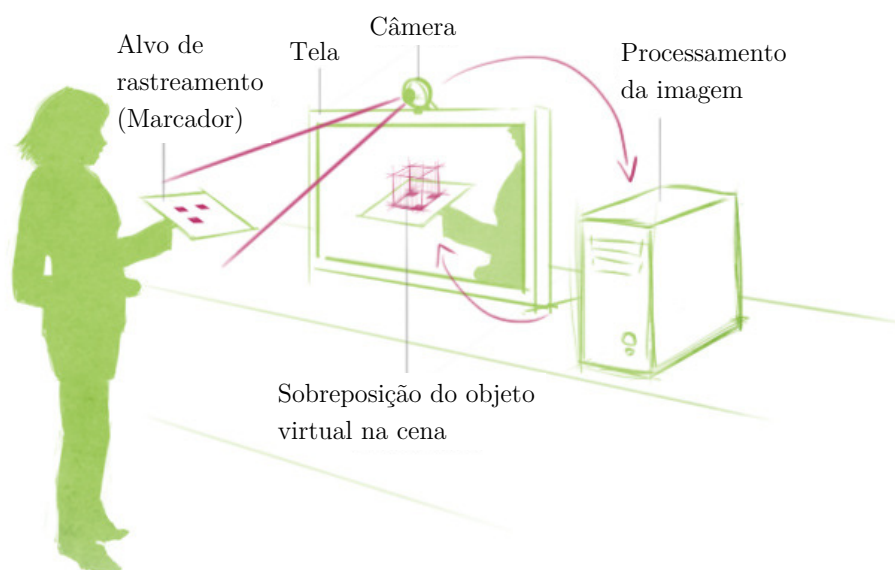 Alvo de
rastreamento
(Marcador)
Tela
Câmera
Processamento
da imagem
Sobreposição do objeto
virtual na cena